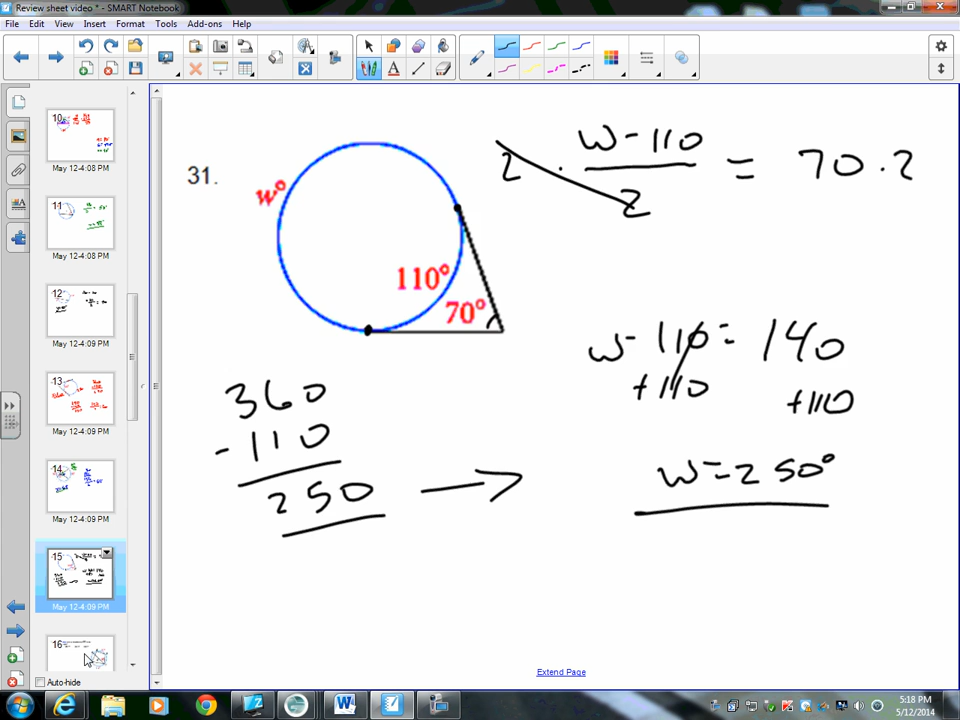 Review sheet video * - SMART Notebook
File Edit View Insert Format Tools Add-ons Help
10
May 12-4:08 PM
11
May 12-4:08 PM
12
May 12-4:09 PM
13
May 12-4:09 PM
14
May 12-4:09 PM
15
May 12-4:09 PM
16
Auto-hide
31.
w°
110°
70°
2 · w-110 / 2 = 70.2
w-110 = 140
+110 +110
w=250°
360
-110
250
Extend Page
5:18 PM
5/12/2014